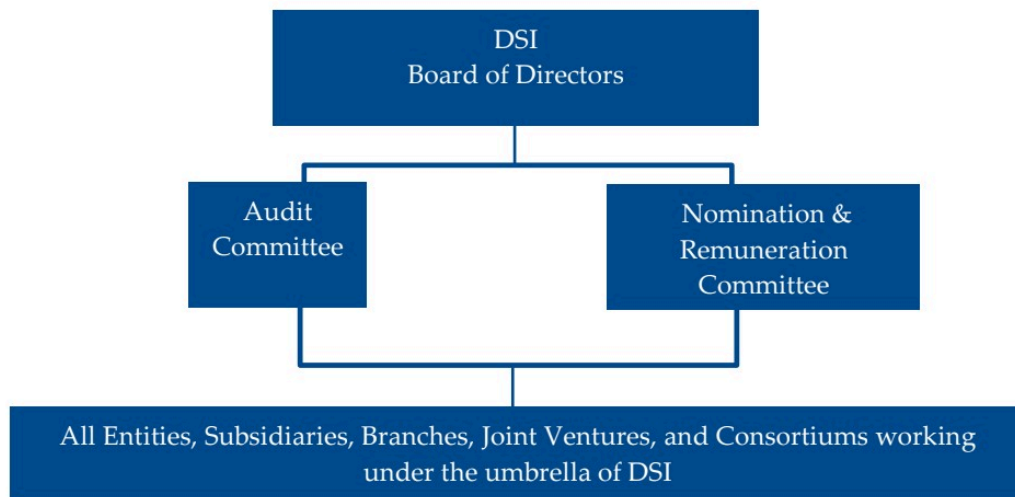 DSI
Board of Directors
Audit
Committee
Nomination &
Remuneration
Committee
All Entities, Subsidiaries, Branches, Joint Ventures, and Consortiums working
under the umbrella of DSI